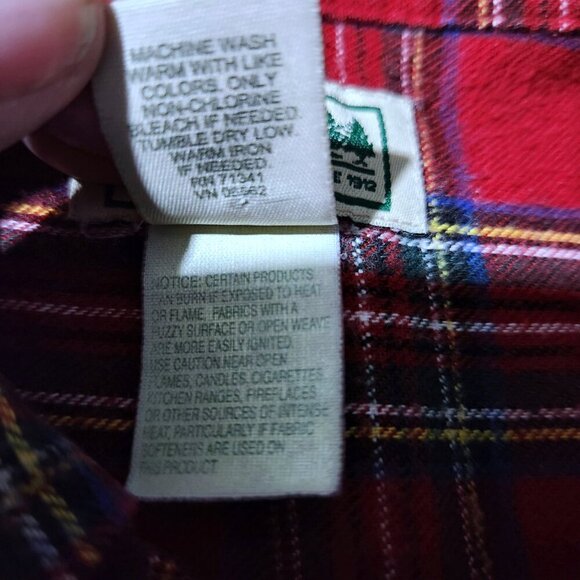 MACHINE WASH
WARM WITH LIKE
COLORS. ONLY
NON-CHLORINE
BLEACH IF NEEDED.
TUMBLE DRY LOW.
WARM IRON
IF NEEDED.
RN 71341
VN 06562
1912
NOTICE: CERTAIN PRODUCTS
CAN BURN IF EXPOSED TO HEAT
OR FLAME. FABRICS WITH A
FUZZY SURFACE OR OPEN WEAVE
ARE MORE EASILY IGNITED.
USE CAUTION NEAR OPEN
FLAMES, CANDLES, CIGARETTES,
KITCHEN RANGES, FIREPLACES
OR OTHER SOURCES OF INTENSE
HEAT, PARTICULARLY IF FABRIC
SOFTENERS ARE USED ON
THIS PRODUCT.